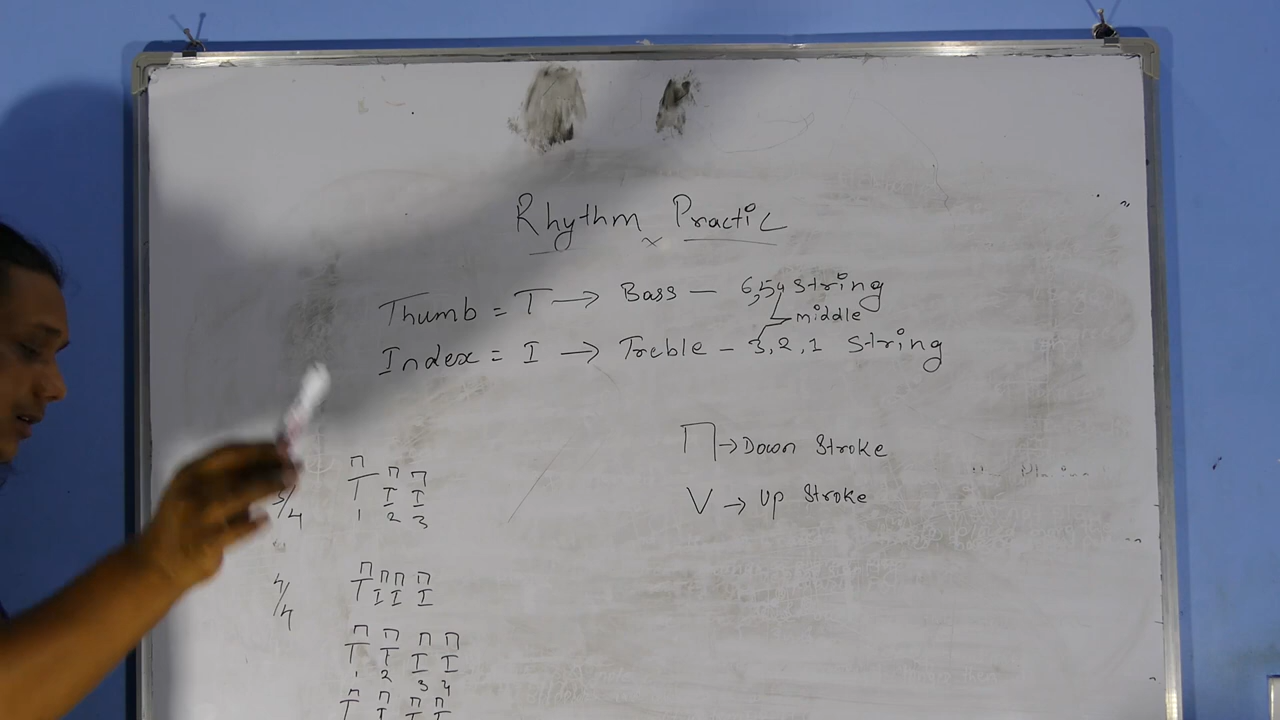 Rhythm Practic
x
Thumb = T → Bass — 6,5,4 String
middle
Index = I → Treble – 3, 2, 1 String
Π → Down Stroke
V → Up Stroke
Π Π Π
3/4 T I I
1 2 3
Π Π Π Π
4/4 T I I I
Π Π Π Π
T T I I
1 2 3 4
Π Π Π Π
T I I I